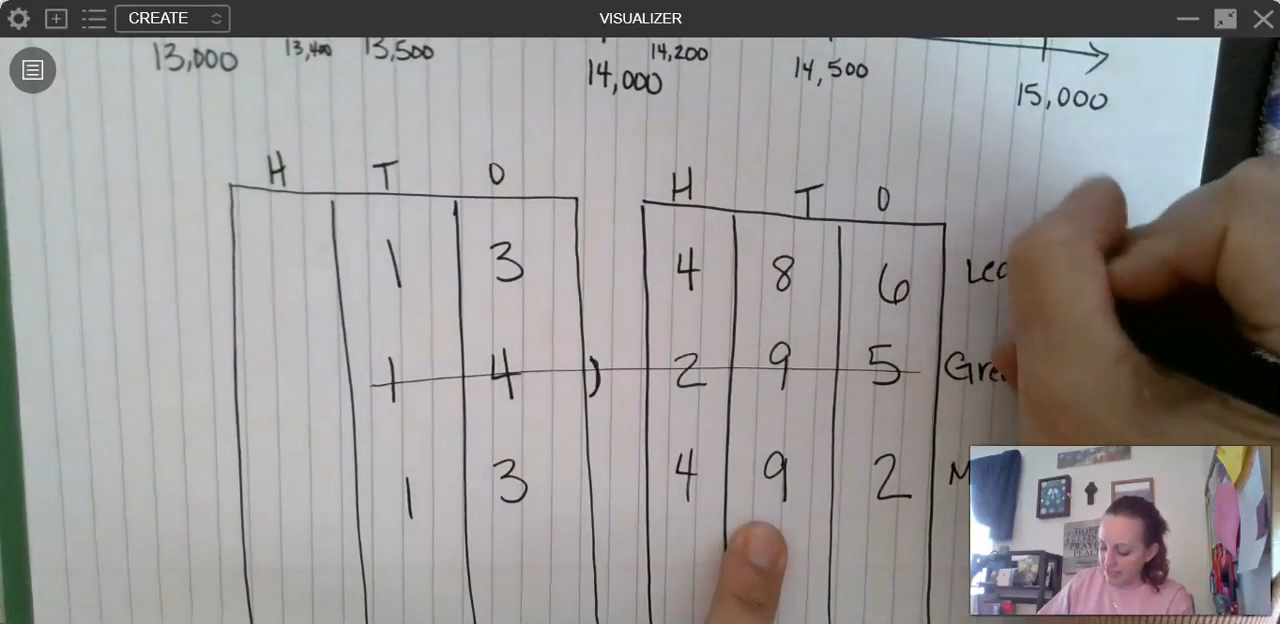 CREATE VISUALIZER
13,000 13,400 13,500 14,000 14,200 14,500 15,000
H T O H T O
1 3 4 8 6
1 4 ) 2 9 5
1 3 4 9 2